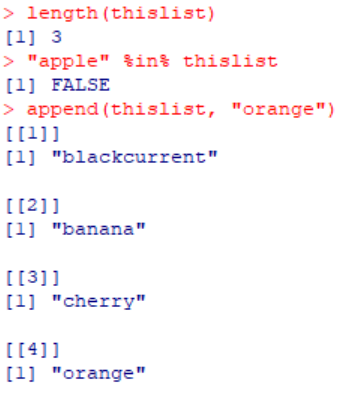 > length(thislist)
[1] 3
> "apple" %in% thislist
[1] FALSE
> append(thislist, "orange")
[[1]]
[1] "blackcurrent"
[[2]]
[1] "banana"
[[3]]
[1] "cherry"
[[4]]
[1] "orange"